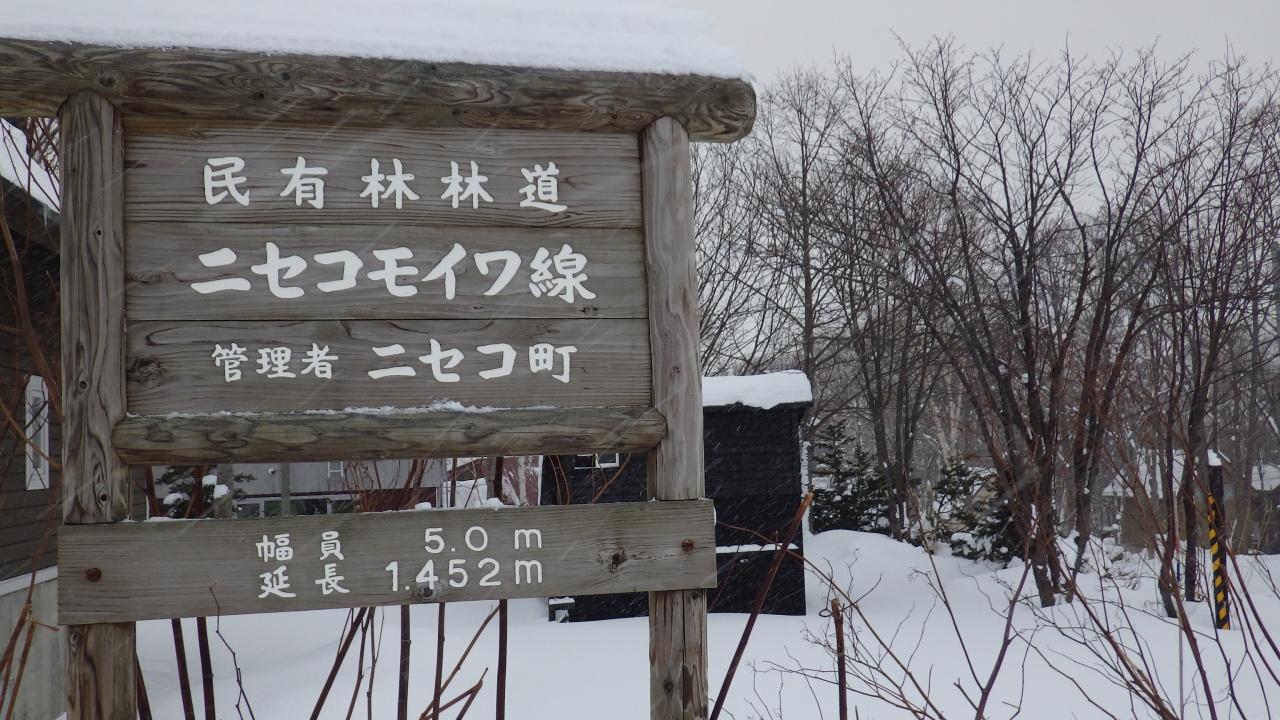 民有林林道
ニセコモイワ線
管理者 ニセコ町
幅員 5.0 m
延長 1.452m